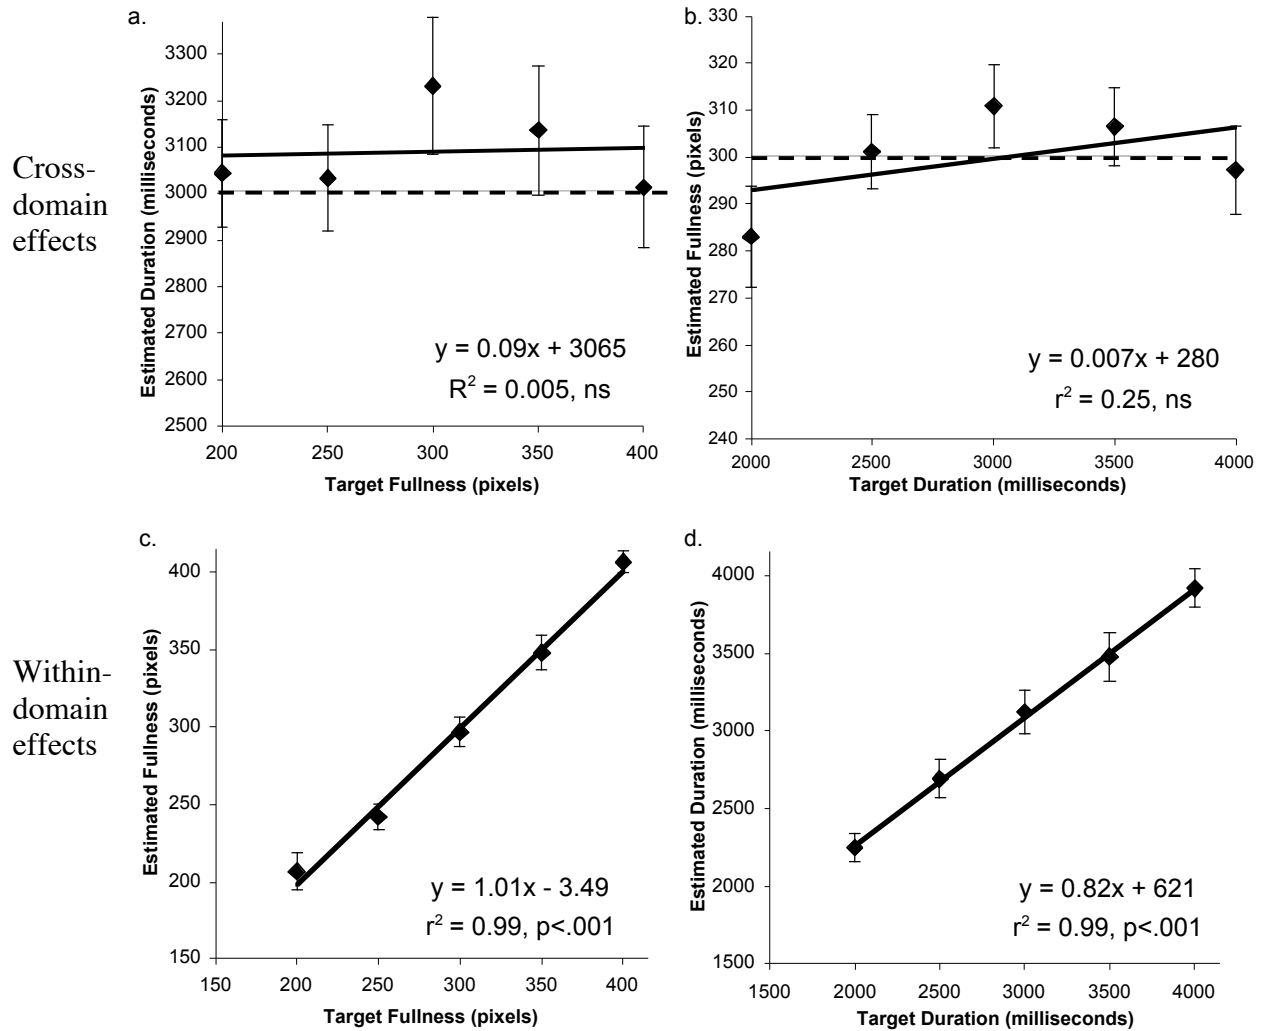 Cross-
domain
effects
a.
Estimated Duration (milliseconds)
3300
3200
3100
3000
2900
2800
2700
2600
2500
y = 0.09x + 3065
R² = 0.005, ns
200 250 300 350 400
Target Fullness (pixels)
b.
Estimated Fullness (pixels)
330
320
310
300
290
280
270
260
250
240
y = 0.007x + 280
r² = 0.25, ns
2000 2500 3000 3500 4000
Target Duration (milliseconds)
Within-
domain
effects
c.
Estimated Fullness (pixels)
400
350
300
250
200
150
y = 1.01x - 3.49
r² = 0.99, p<.001
150 200 250 300 350 400
Target Fullness (pixels)
d.
Estimated Duration (milliseconds)
4000
3500
3000
2500
2000
1500
y = 0.82x + 621
r² = 0.99, p<.001
1500 2000 2500 3000 3500 4000
Target Duration (milliseconds)